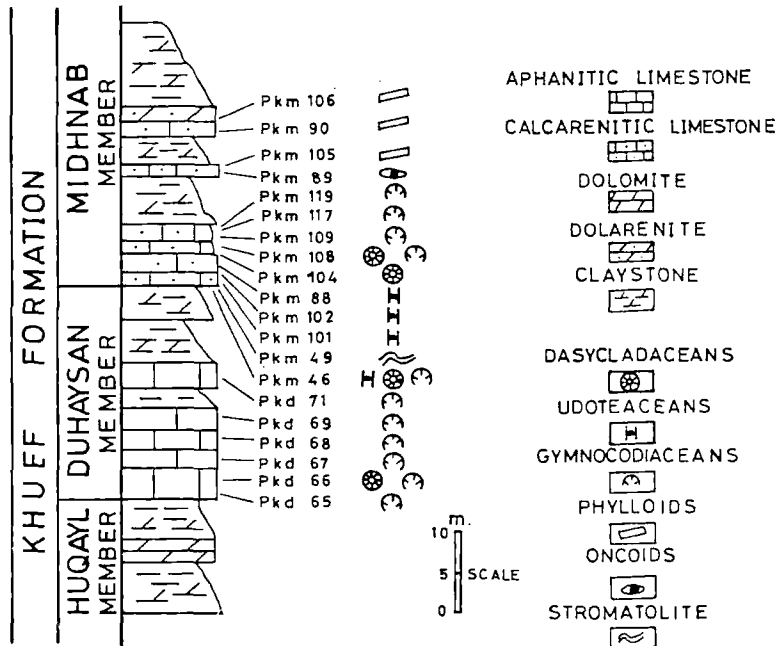 KHUEF FORMATION
MIDHNAB
MEMBER
DUHAYSAN
MEMBER
HUQAYL
MEMBER
Pkm 106
Pkm 90
Pkm 105
Pkm 89
Pkm 119
Pkm 117
Pkm 109
Pkm 108
Pkm 104
Pkm 88
Pkm 102
Pkm 101
Pkm 49
Pkm 46
Pkd 71
Pkd 69
Pkd 68
Pkd 67
Pkd 66
Pkd 65
m.
10
5
0
SCALE
APHANITIC LIMESTONE
CALCARENITIC LIMESTONE
DOLOMITE
DOLARENITE
CLAYSTONE
DASYCLADACEANS
UDOTEACEANS
GYMNOCODIACEANS
PHYLLOIDS
ONCOIDS
STROMATOLITE